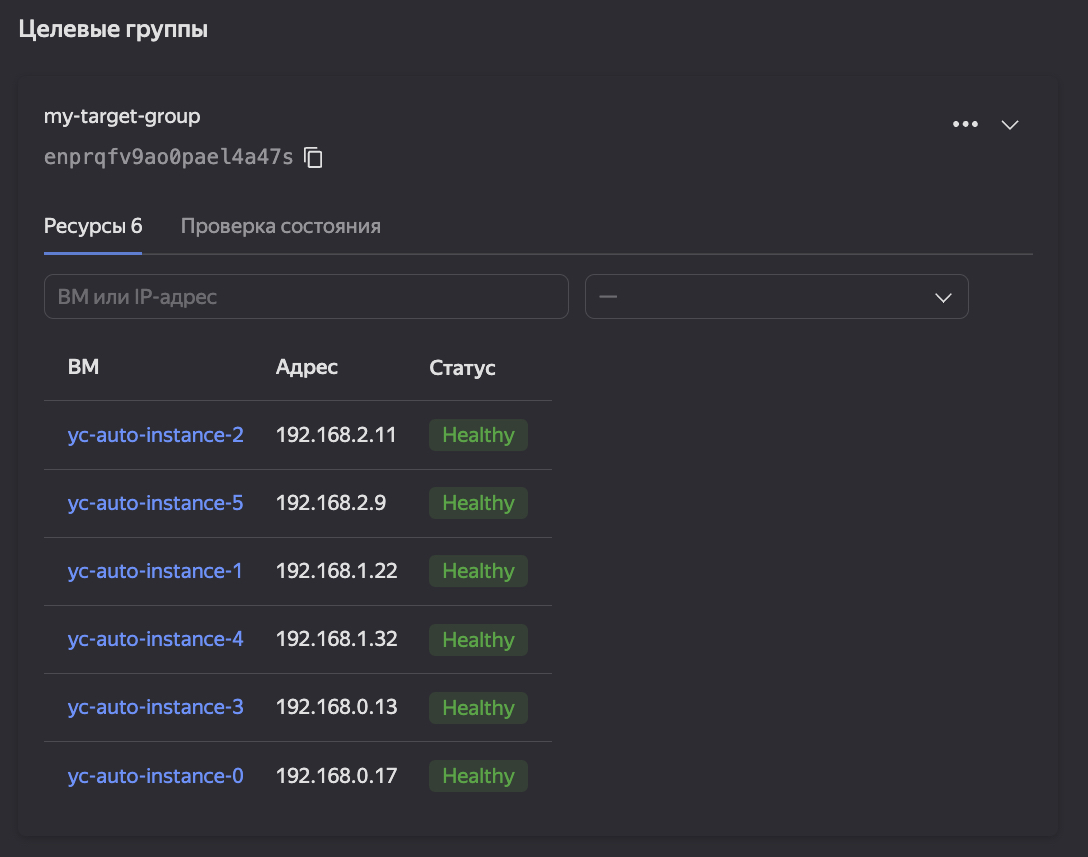 Целевые группы
my-target-group
enprqfv9ao0pael4a47s
Ресурсы 6 Проверка состояния
ВМ или IP-адрес —
ВМ Адрес Статус
yc-auto-instance-2 192.168.2.11 Healthy
yc-auto-instance-5 192.168.2.9 Healthy
yc-auto-instance-1 192.168.1.22 Healthy
yc-auto-instance-4 192.168.1.32 Healthy
yc-auto-instance-3 192.168.0.13 Healthy
yc-auto-instance-0 192.168.0.17 Healthy